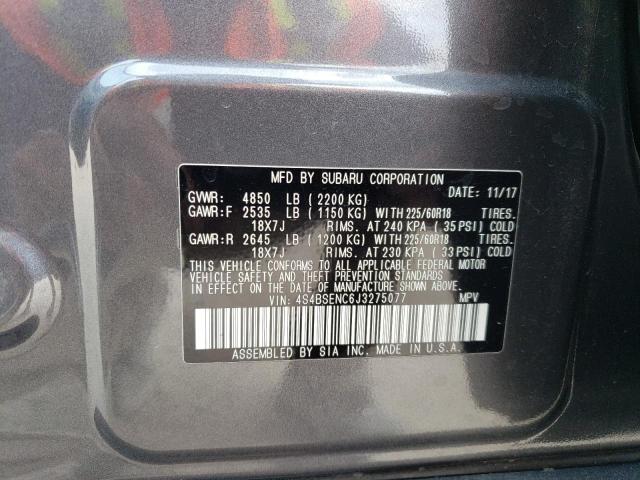 MFD BY SUBARU CORPORATION
GVWR: 4850 LB (2200 KG) DATE: 11/17
GAWR:F 2535 LB (1150 KG) WITH 225/60R18 TIRES.
18X7J RIMS. AT 240 KPA (35 PSI) COLD
GAWR:R 2645 LB (1200 KG) WITH 225/60R18 TIRES.
18X7J RIMS. AT 230 KPA (33 PSI) COLD
THIS VEHICLE CONFORMS TO ALL APPLICABLE FEDERAL MOTOR
VEHICLE SAFETY AND THEFT PREVENTION STANDARDS
IN EFFECT ON THE DATE OF MANUFACTURE SHOWN ABOVE.
VIN: 4S4BSENC6J3275077 MPV
ASSEMBLED BY SIA INC. MADE IN U.S.A.